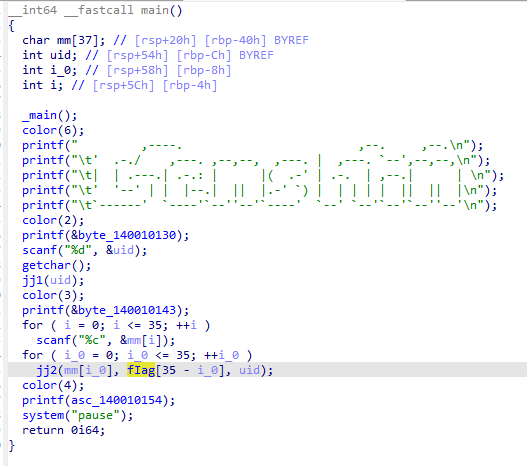 __int64 __fastcall main()
{
  char mm[37]; // [rsp+20h] [rbp-40h] BYREF
  int uid; // [rsp+54h] [rbp-Ch] BYREF
  int i_0; // [rsp+58h] [rbp-8h]
  int i; // [rsp+5Ch] [rbp-4h]

  _main();
  color(6);
  printf("         ,----.                             ,--.     ,--.\n");
  printf("\t'  .-./    ,---. ,--,--,  ,---. |  ,---. `--',--,--,\n");
  printf("\t|  | .---.| .-.: |      |(  .-' | .-.  | ,--.|      | \n");
  printf("\t'  '--' | |  |--.|  ||  |.-' `) |  | | | |  ||  ||  |\n");
  printf("\t`------'  `----'`--''--'`----'  `--' `--'`--'`--''--'\n");
  color(2);
  printf(&byte_140010130);
  scanf("%d", &uid);
  getchar();
  jj1(uid);
  color(3);
  printf(&byte_140010143);
  for ( i = 0; i <= 35; ++i )
    scanf("%c", &mm[i]);
  for ( i_0 = 0; i_0 <= 35; ++i_0 )
    jj2(mm[i_0], fIag[35 - i_0], uid);
  color(4);
  printf(asc_140010154);
  system("pause");
  return 0i64;
}